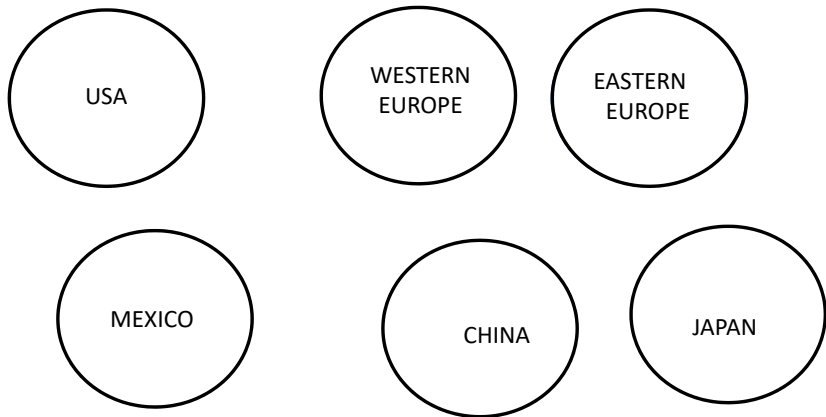 USA
WESTERN
EUROPE
EASTERN
EUROPE
MEXICO
CHINA
JAPAN